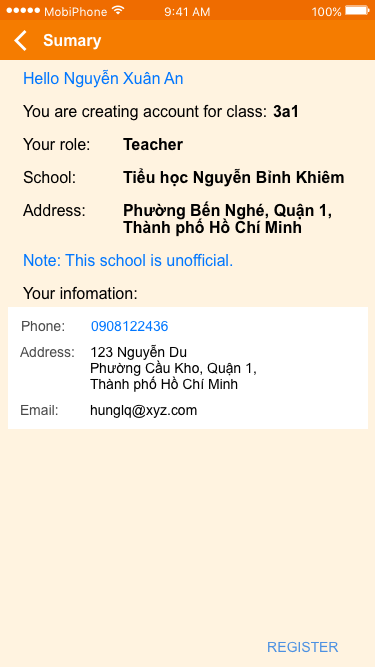 MobiPhone 9:41 AM 100%
Sumary
Hello Nguyễn Xuân An
You are creating account for class: 3a1
Your role: Teacher
School: Tiểu học Nguyễn Bỉnh Khiêm
Address: Phường Bến Nghé, Quận 1,
Thành phố Hồ Chí Minh
Note: This school is unofficial.
Your infomation:
Phone: 0908122436
Address: 123 Nguyễn Du
Phường Cầu Kho, Quận 1,
Thành phố Hồ Chí Minh
Email: hunglq@xyz.com
REGISTER